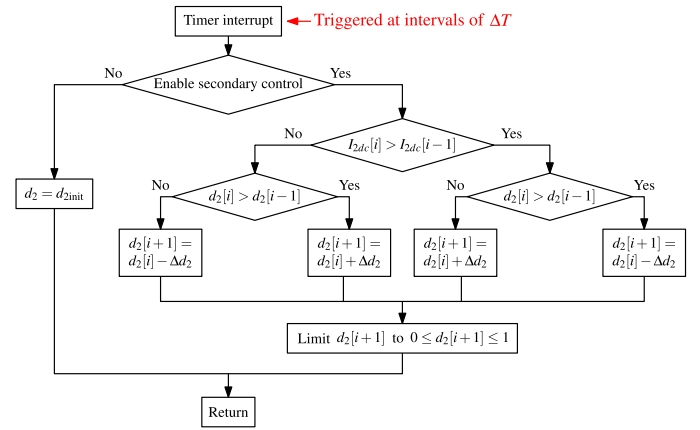 Timer interrupt
Triggered at intervals of ΔT
Enable secondary control
No
Yes
I₂dc[i] > I₂dc[i−1]
No
Yes
d₂ = d₂init
d₂[i] > d₂[i−1]
No
Yes
d₂[i] > d₂[i−1]
No
Yes
d₂[i+1] =
d₂[i] − Δd₂
d₂[i+1] =
d₂[i] + Δd₂
d₂[i+1] =
d₂[i] + Δd₂
d₂[i+1] =
d₂[i] − Δd₂
Limit d₂[i+1] to 0 ≤ d₂[i+1] ≤ 1
Return